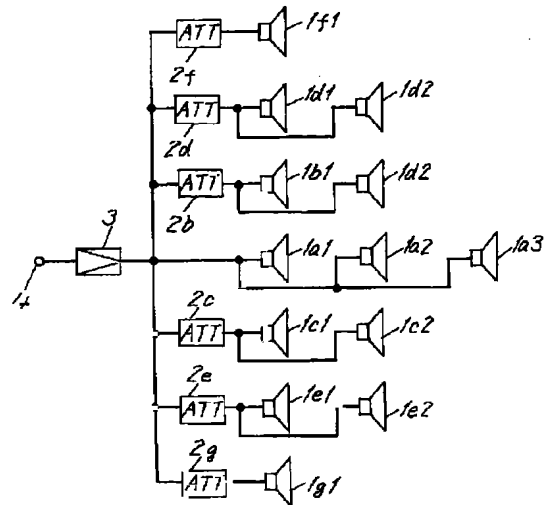 ATT 1f1
2f
ATT 1d1 1d2
2d
ATT 1b1 1d2
2b
3 1a1 1a2 1a3
14
2c
ATT 1c1 1c2
2e
ATT 1e1 1e2
2g
ATT 1g1